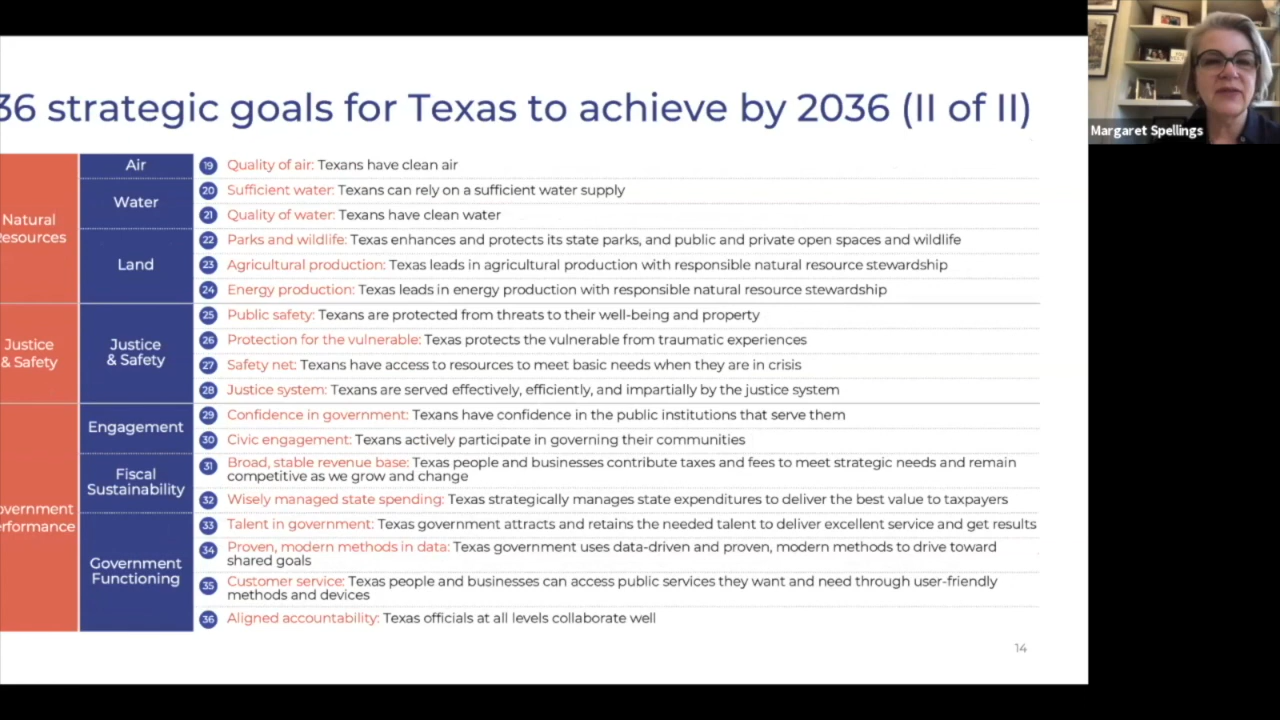 36 strategic goals for Texas to achieve by 2036 (II of II)
Margaret Spellings
Natural
esources
Air
19 Quality of air: Texans have clean air
Water
20 Sufficient water: Texans can rely on a sufficient water supply
21 Quality of water: Texans have clean water
Land
22 Parks and wildlife: Texas enhances and protects its state parks, and public and private open spaces and wildlife
23 Agricultural production: Texas leads in agricultural production with responsible natural resource stewardship
24 Energy production: Texas leads in energy production with responsible natural resource stewardship
Justice
& Safety
Justice
& Safety
25 Public safety: Texans are protected from threats to their well-being and property
26 Protection for the vulnerable: Texas protects the vulnerable from traumatic experiences
27 Safety net: Texans have access to resources to meet basic needs when they are in crisis
28 Justice system: Texans are served effectively, efficiently, and impartially by the justice system
overnment
erformance
Engagement
29 Confidence in government: Texans have confidence in the public institutions that serve them
30 Civic engagement: Texans actively participate in governing their communities
Fiscal
Sustainability
31 Broad, stable revenue base: Texas people and businesses contribute taxes and fees to meet strategic needs and remain
competitive as we grow and change
32 Wisely managed state spending: Texas strategically manages state expenditures to deliver the best value to taxpayers
Government
Functioning
33 Talent in government: Texas government attracts and retains the needed talent to deliver excellent service and get results
34 Proven, modern methods in data: Texas government uses data-driven and proven, modern methods to drive toward
shared goals
35 Customer service: Texas people and businesses can access public services they want and need through user-friendly
methods and devices
36 Aligned accountability: Texas officials at all levels collaborate well
14